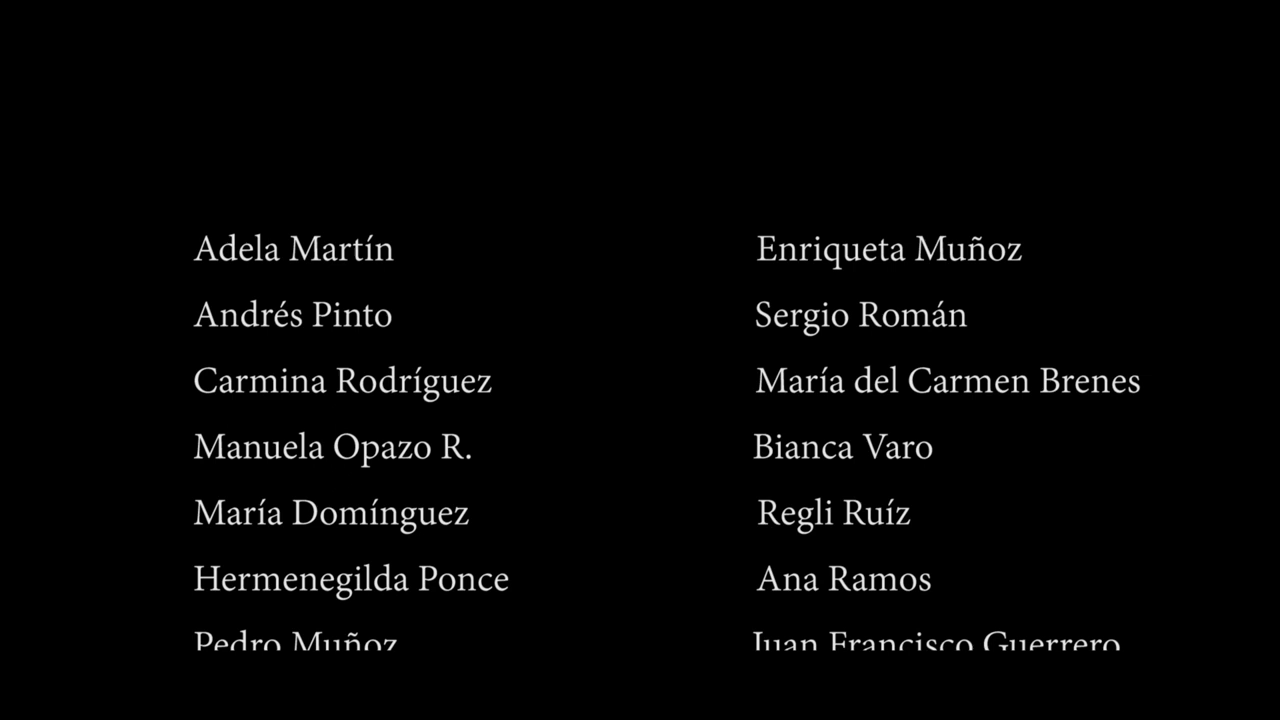 Adela Martín
Andrés Pinto
Carmina Rodríguez
Manuela Opazo R.
María Domínguez
Hermenegilda Ponce
Pedro Muñoz
Enriqueta Muñoz
Sergio Román
María del Carmen Brenes
Bianca Varo
Regli Ruíz
Ana Ramos
Juan Francisco Guerrero